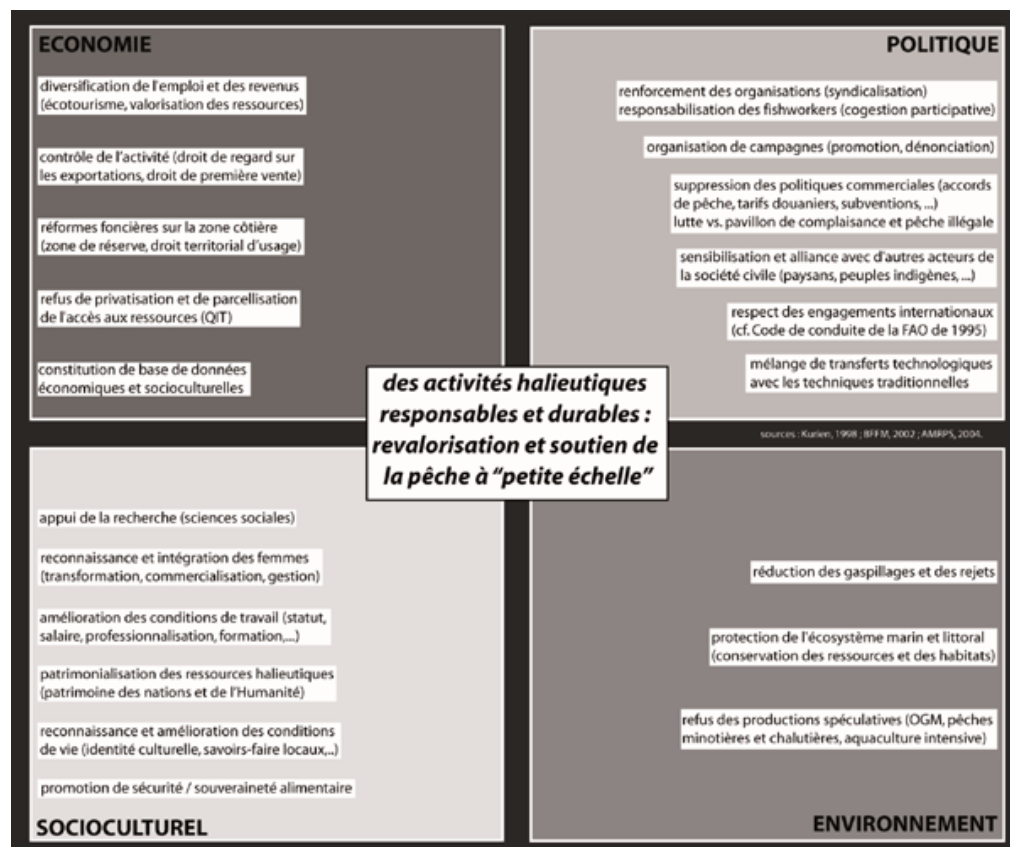 ECONOMIE
diversification de l'emploi et des revenus
(écotourisme, valorisation des ressources)
contrôle de l'activité (droit de regard sur
les exportations, droit de première vente)
réformes foncières sur la zone côtière
(zone de réserve, droit territorial d'usage)
refus de privatisation et de parcellisation
de l'accès aux ressources (QIT)
constitution de base de données
économiques et socioculturelles
POLITIQUE
renforcement des organisations (syndicalisation)
responsabilisation des fishworkers (cogestion participative)
organisation de campagnes (promotion, dénonciation)
suppression des politiques commerciales (accords
de pêche, tarifs douaniers, subventions, ...)
lutte vs. pavillon de complaisance et pêche illégale
sensibilisation et alliance avec d'autres acteurs de
la société civile (paysans, peuples indigènes, ...)
respect des engagements internationaux
(cf. Code de conduite de la FAO de 1995)
mélange de transferts technologiques
avec les techniques traditionnelles
des activités halieutiques
responsables et durables :
revalorisation et soutien de
la pêche à "petite échelle"
sources : Kurien, 1998 ; BFFM, 2002 ; AMRPS, 2004.
appui de la recherche (sciences sociales)
reconnaissance et intégration des femmes
(transformation, commercialisation, gestion)
amélioration des conditions de travail (statut,
salaire, professionnalisation, formation,...)
patrimonialisation des ressources halieutiques
(patrimoine des nations et de l'Humanité)
reconnaissance et amélioration des conditions
de vie (identité culturelle, savoirs-faire locaux,..)
promotion de sécurité / souveraineté alimentaire
SOCIOCULTUREL
réduction des gaspillages et des rejets
protection de l'écosystème marin et littoral
(conservation des ressources et des habitats)
refus des productions spéculatives (OGM, pêches
minotières et chalutières, aquaculture intensive)
ENVIRONNEMENT